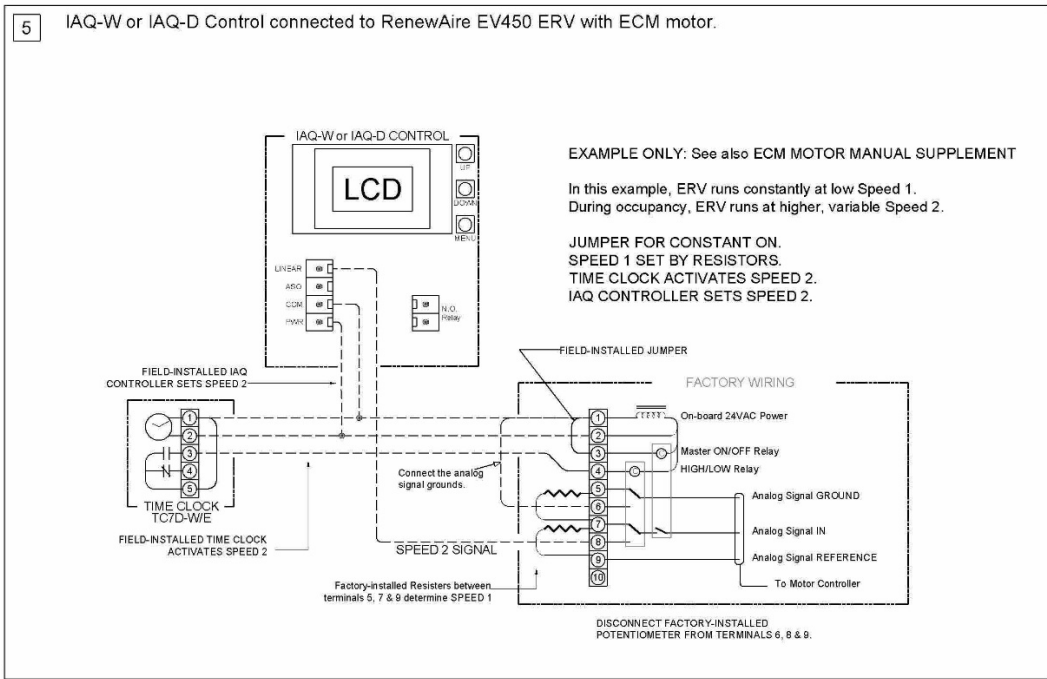 5 IAQ-W or IAQ-D Control connected to RenewAire EV450 ERV with ECM motor.
IAQ-W or IAQ-D CONTROL
LCD
UP
DOWN
MENU
LINEAR
ASO
COM
PWR
N.O.
Relay
EXAMPLE ONLY: See also ECM MOTOR MANUAL SUPPLEMENT
In this example, ERV runs constantly at low Speed 1.
During occupancy, ERV runs at higher, variable Speed 2.
JUMPER FOR CONSTANT ON.
SPEED 1 SET BY RESISTORS.
TIME CLOCK ACTIVATES SPEED 2.
IAQ CONTROLLER SETS SPEED 2.
FIELD-INSTALLED IAQ
CONTROLLER SETS SPEED 2
FIELD-INSTALLED JUMPER
1
2
3
4
5
TIME CLOCK
TC7D-W/E
FIELD-INSTALLED TIME CLOCK
ACTIVATES SPEED 2
Connect the analog
signal grounds.
SPEED 2 SIGNAL
Factory-installed Resisters between
terminals 5, 7 & 9 determine SPEED 1
FACTORY WIRING
1
2
3
4
5
6
7
8
9
10
C
C
On-board 24VAC Power
Master ON/OFF Relay
HIGH/LOW Relay
Analog Signal GROUND
Analog Signal IN
Analog Signal REFERENCE
To Motor Controller
DISCONNECT FACTORY-INSTALLED
POTENTIOMETER FROM TERMINALS 6, 8 & 9.